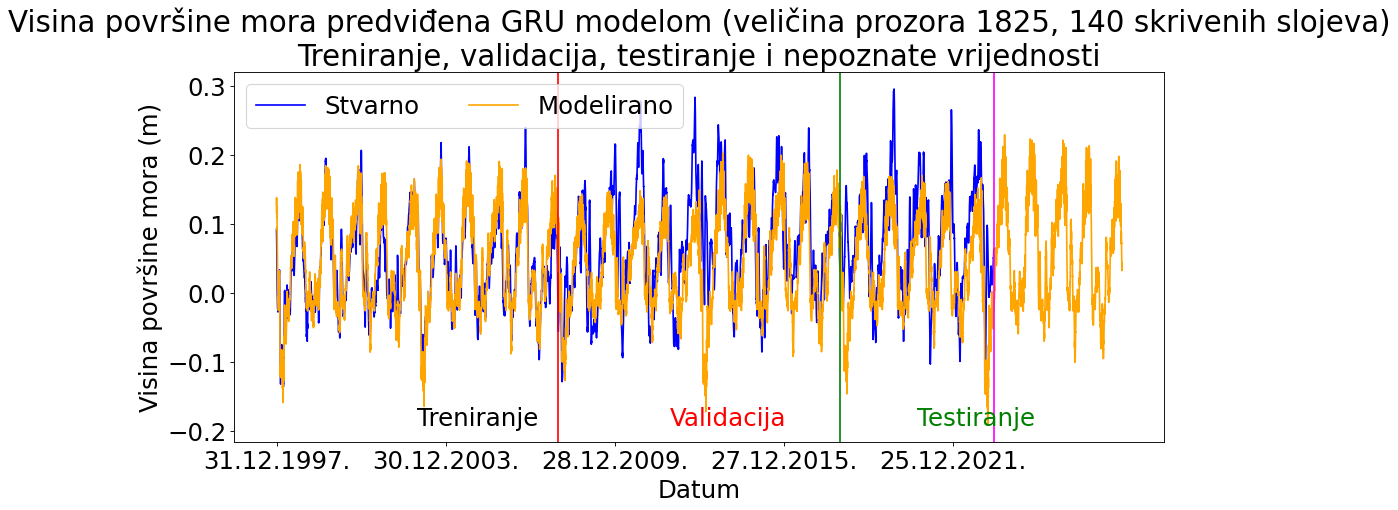 Visina površine mora predviđena GRU modelom (veličina prozora 1825, 140 skrivenih slojeva)
Treniranje, validacija, testiranje i nepoznate vrijednosti
Stvarno Modelirano
Visina površine mora (m)
0.3
0.2
0.1
0.0
−0.1
−0.2
Treniranje Validacija Testiranje
31.12.1997. 30.12.2003. 28.12.2009. 27.12.2015. 25.12.2021.
Datum